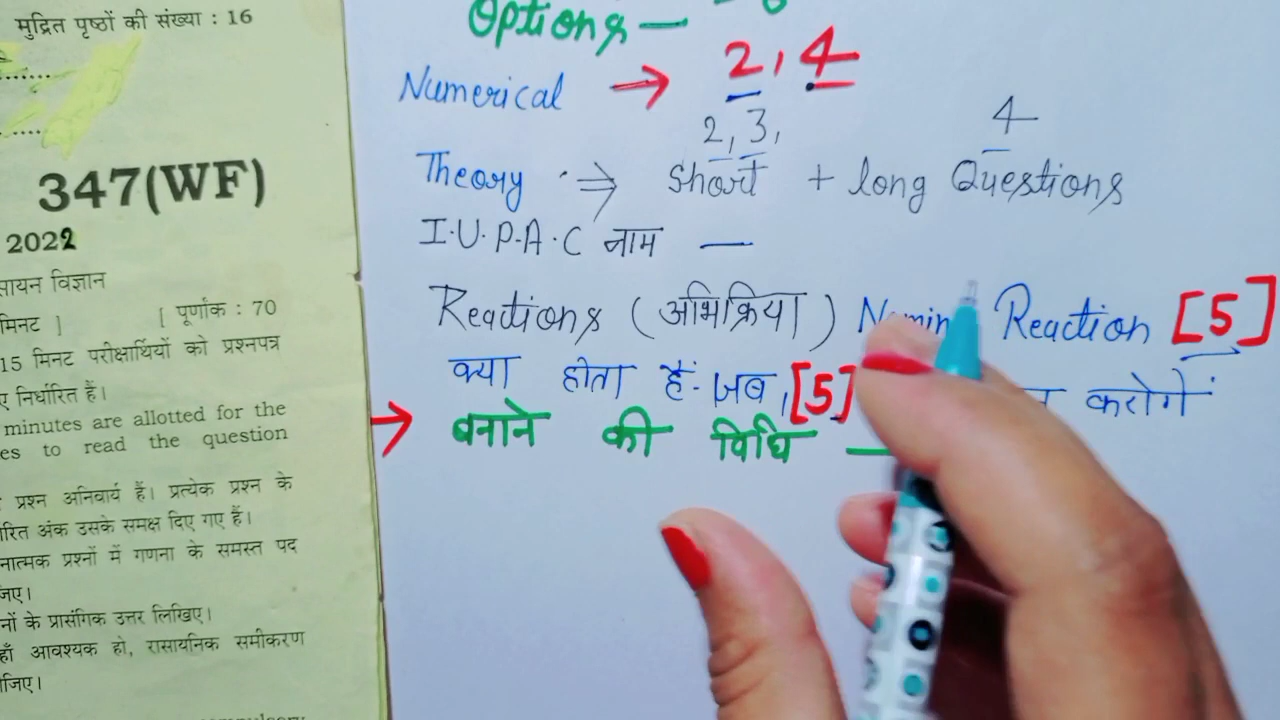 मुद्रित पृष्ठों की संख्या : 16
347(WF)
2022
सायन विज्ञान
मिनट ] [ पूर्णांक : 70
15 मिनट परीक्षार्थियों को प्रश्नपत्र
ए निर्धारित हैं।
minutes are allotted for the
es to read the question
प्रश्न अनिवार्य हैं। प्रत्येक प्रश्न के
रित अंक उसके समक्ष दिए गए हैं।
नात्मक प्रश्नों में गणना के समस्त पद
जिए।
नों के प्रासंगिक उत्तर लिखिए।
हाँ आवश्यक हो, रासायनिक समीकरण
जिए।
Options —
Numerical → 2, 4
2, 3, 4
Theory ⇒ Short + long Questions
I.U.P.A.C नाम —
Reactions (अभिक्रिया) Reaction [5]
क्या होता है:- जब, [5] करोगें
→ बनाने की विधि —